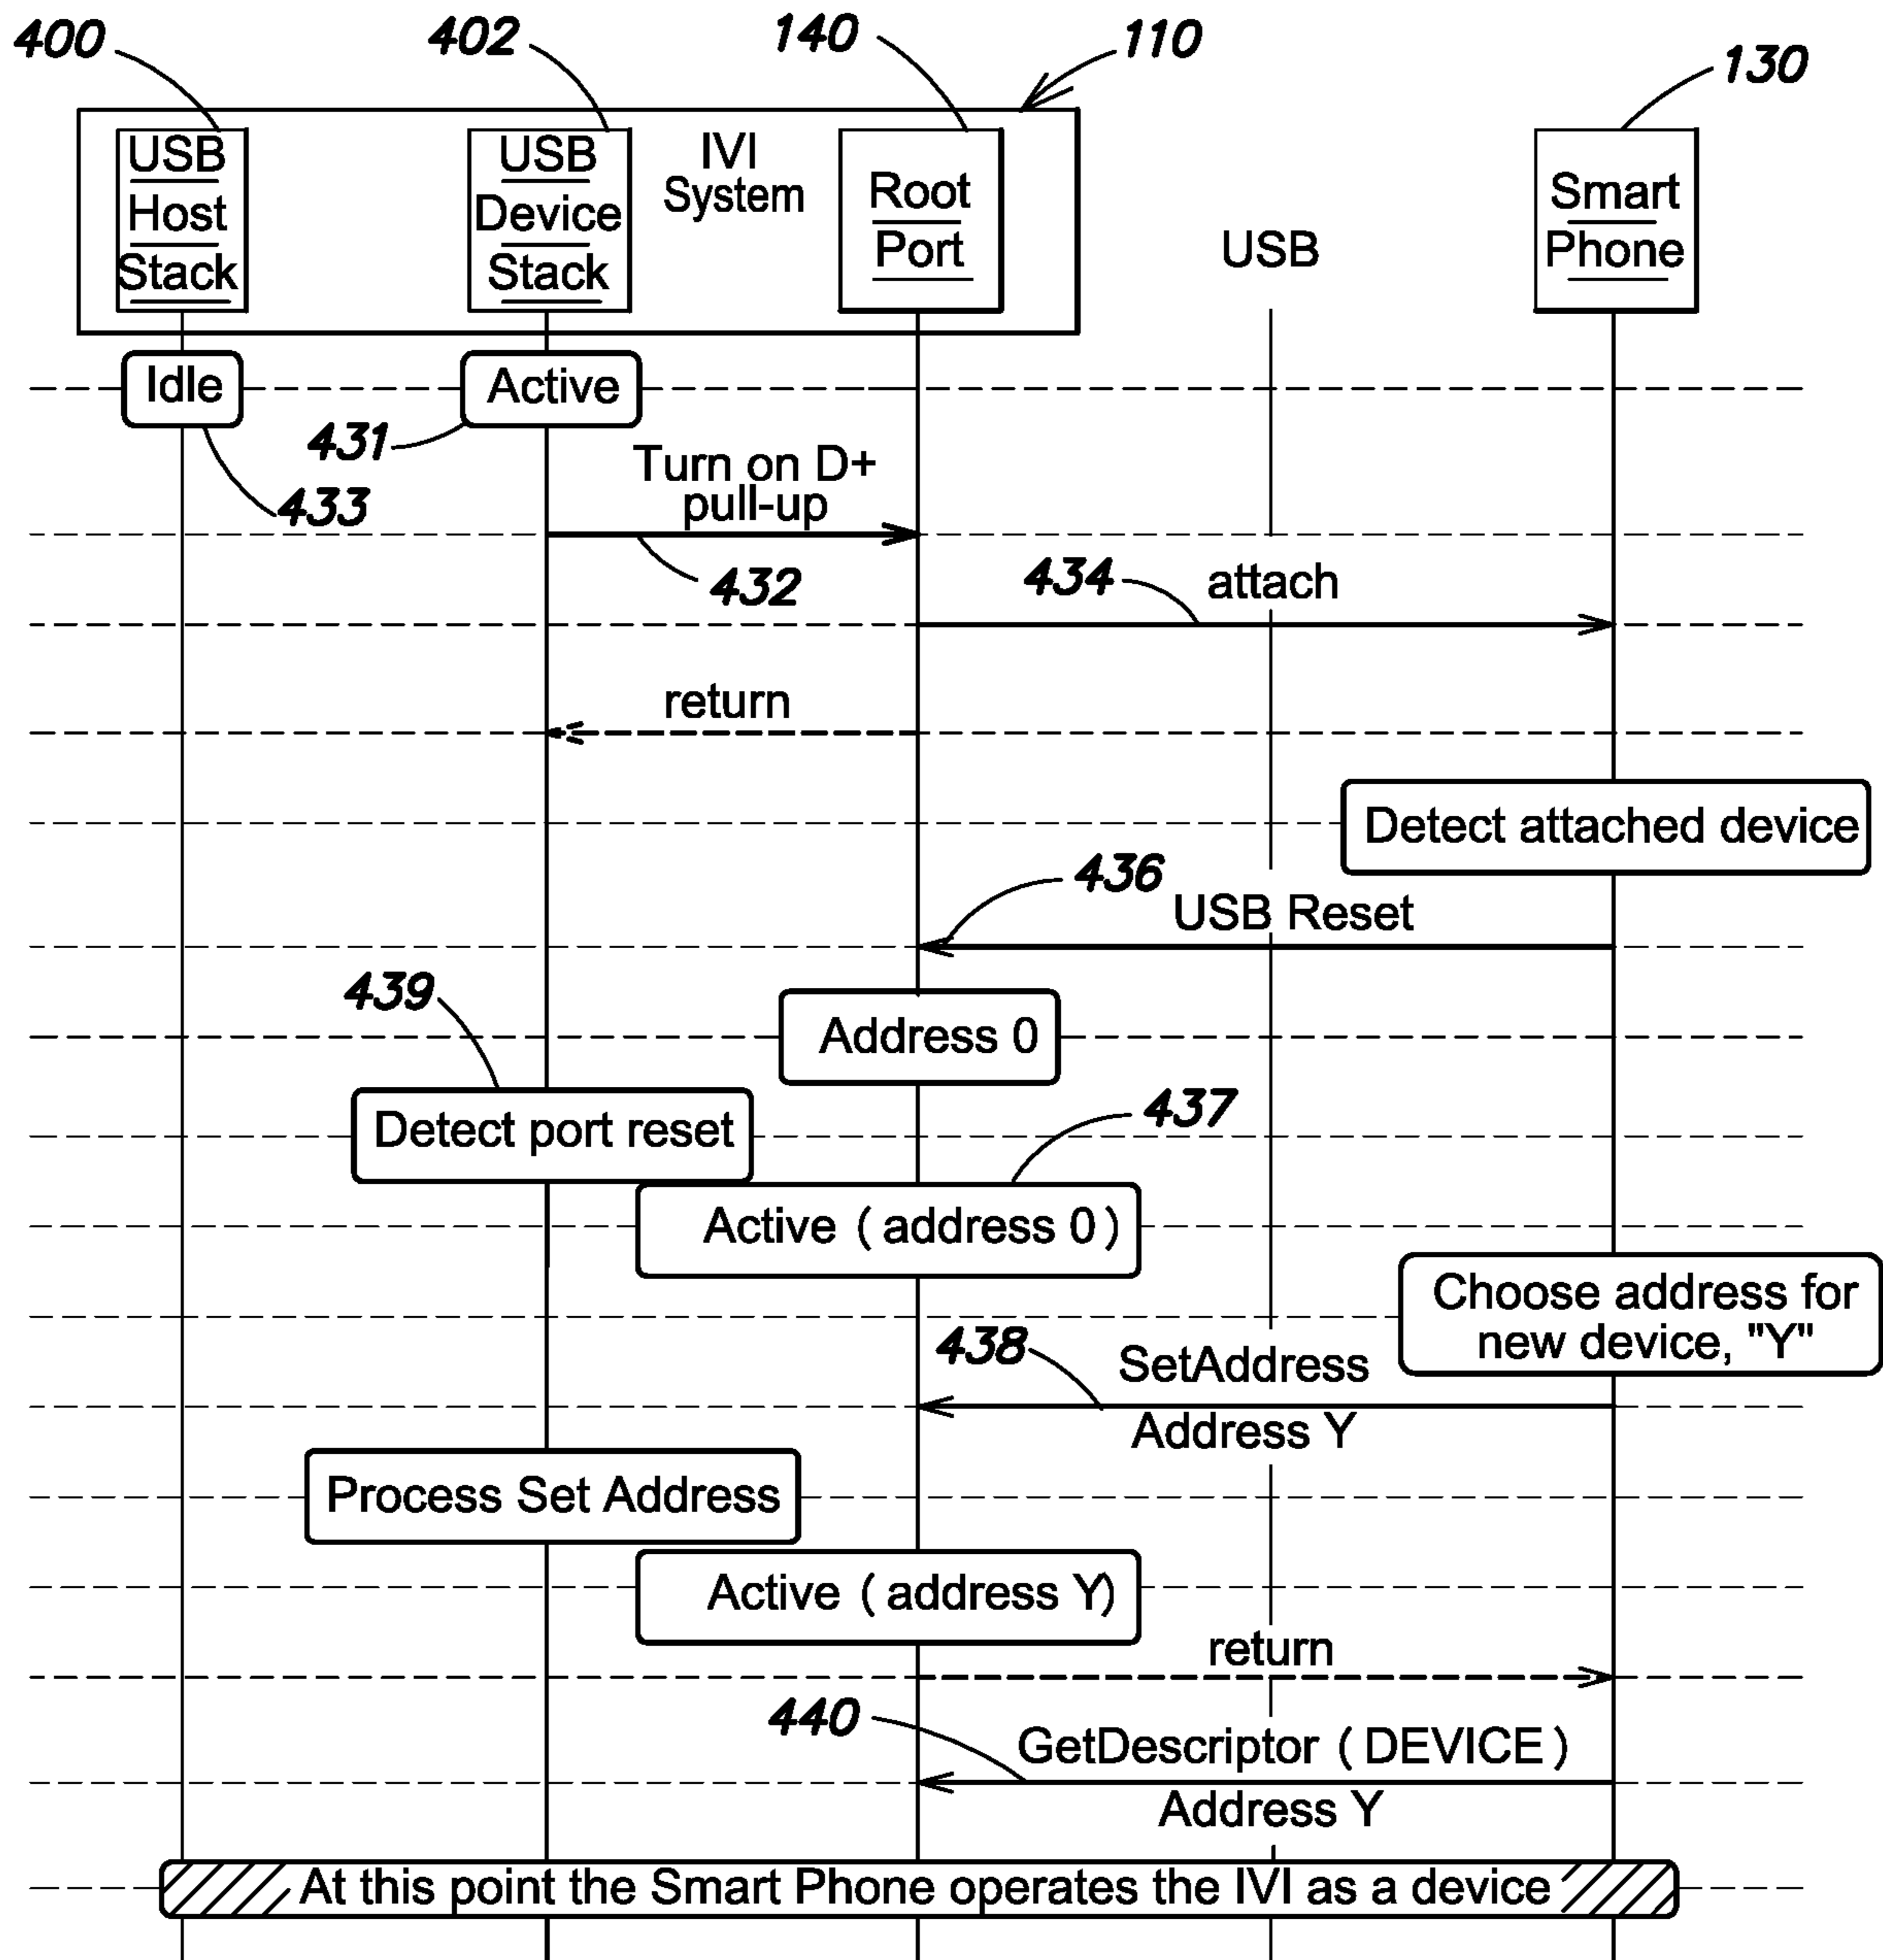 400
402
140
110
130
USB
Host
Stack
USB
Device
Stack
IVI
System
Root
Port
USB
Smart
Phone
Idle
Active
431
433
Turn on D+
pull-up
432
434
attach
return
Detect attached device
436
USB Reset
439
Address 0
Detect port reset
437
Active (address 0)
Choose address for
new device, "Y"
438
SetAddress
Address Y
Process Set Address
Active (address Y)
return
440
GetDescriptor (DEVICE)
Address Y
At this point the Smart Phone operates the IVI as a device